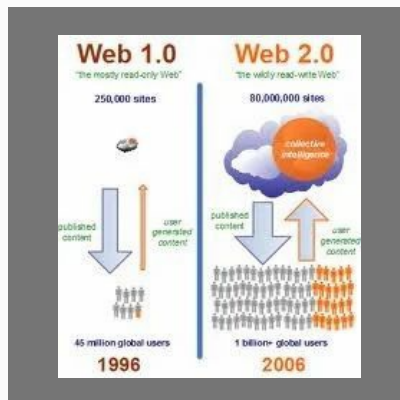 Web 1.0
"the mostly read-only Web"
250,000 sites
published
content
user
generated
content
45 million global users
1996
Web 2.0
"the wildly read-write Web"
80,000,000 sites
collective
intelligence
published
content
user
generated
content
1 billion+ global users
2006